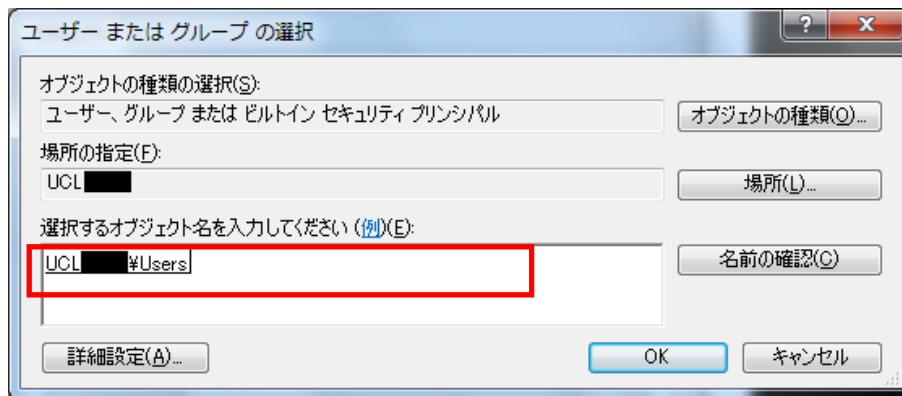 ユーザー または グループ の選択
オブジェクトの種類の選択(S):
ユーザー、グループ または ビルトイン セキュリティ プリンシパル
オブジェクトの種類(O)...
場所の指定(F):
UCL
場所(L)...
選択するオブジェクト名を入力してください (例)(E):
UCL ¥Users
名前の確認(C)
詳細設定(A)...
OK
キャンセル